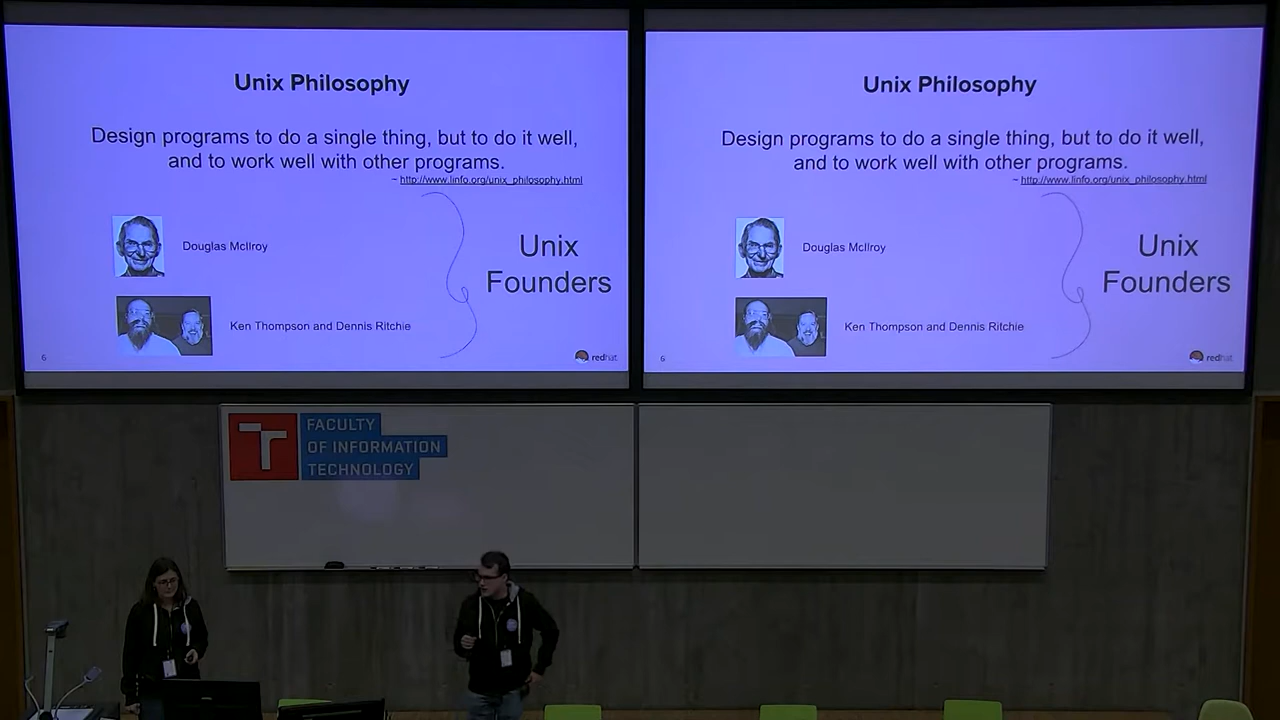 Unix Philosophy
Design programs to do a single thing, but to do it well,
and to work well with other programs.
~ http://www.linfo.org/unix_philosophy.html
Douglas McIlroy
Unix
Founders
Ken Thompson and Dennis Ritchie
6
redhat
Unix Philosophy
Design programs to do a single thing, but to do it well,
and to work well with other programs.
~ http://www.linfo.org/unix_philosophy.html
Douglas McIlroy
Unix
Founders
Ken Thompson and Dennis Ritchie
6
redhat
T
FACULTY
OF INFORMATION
TECHNOLOGY